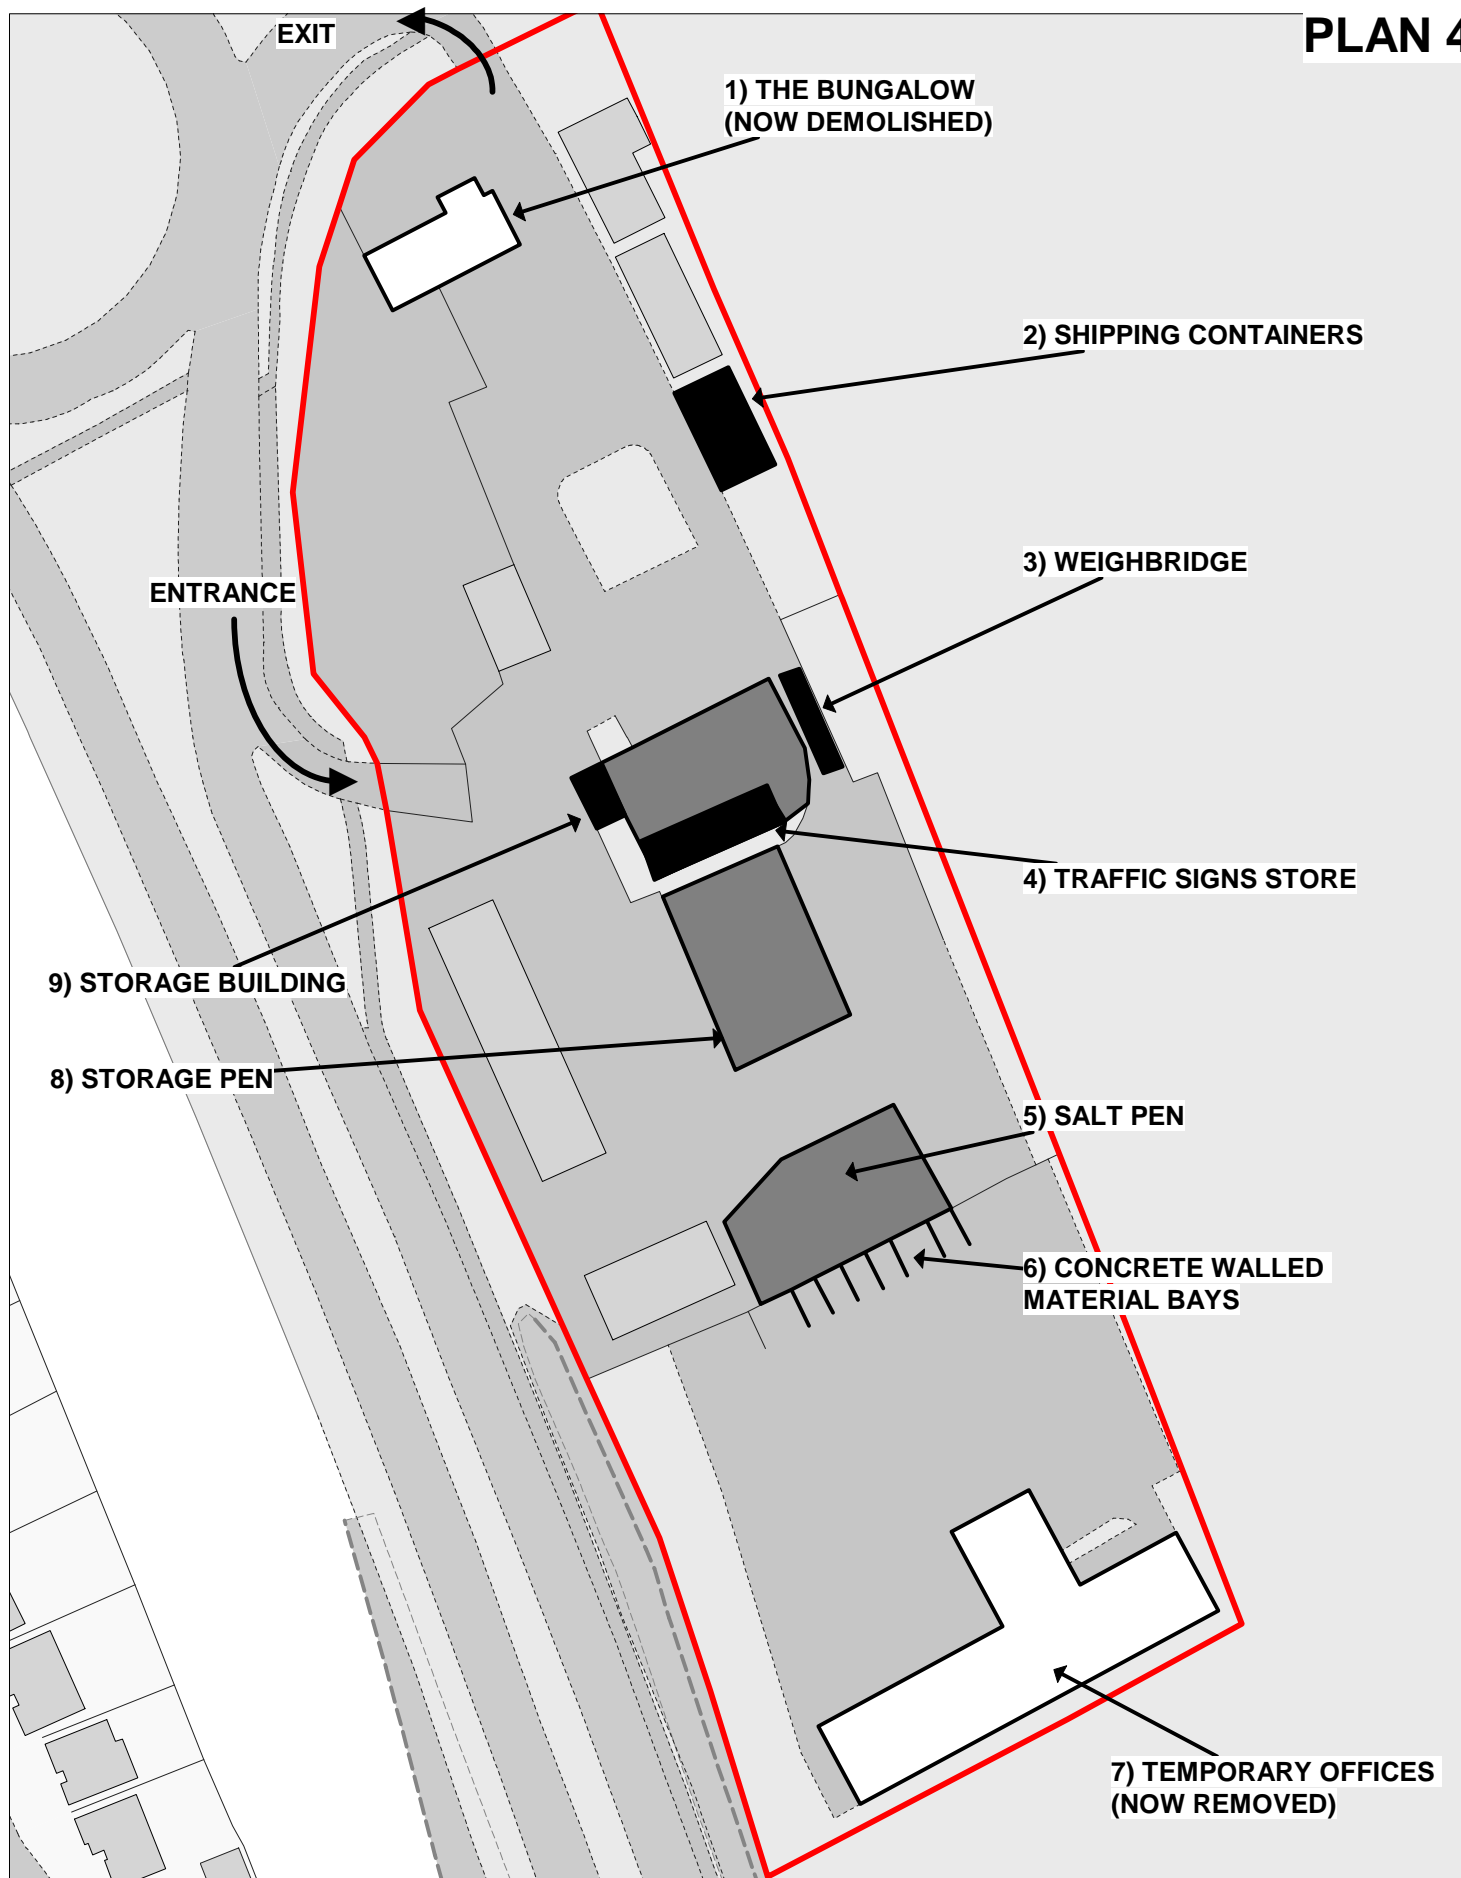 PLAN 4
EXIT
1) THE BUNGALOW
(NOW DEMOLISHED)
2) SHIPPING CONTAINERS
3) WEIGHBRIDGE
ENTRANCE
4) TRAFFIC SIGNS STORE
9) STORAGE BUILDING
8) STORAGE PEN
5) SALT PEN
6) CONCRETE WALLED
MATERIAL BAYS
7) TEMPORARY OFFICES
(NOW REMOVED)